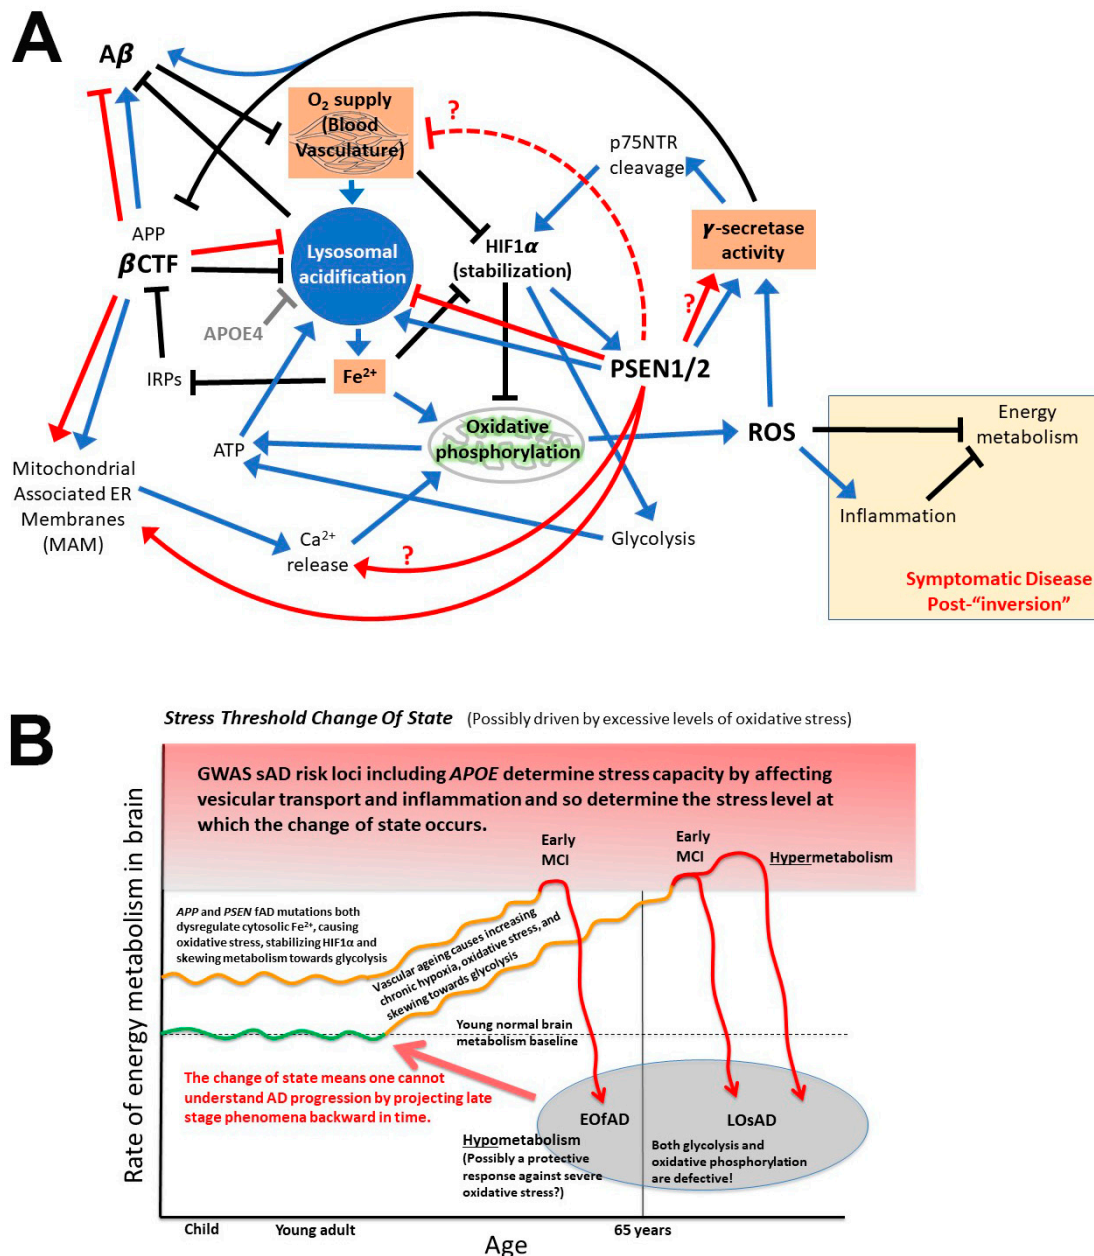 A
Aβ
O₂ supply
(Blood
Vasculature)
?
p75NTR
cleavage
γ-secretase
activity
APP
βCTF
Lysosomal
acidification
HIF1α
(stabilization)
APOE4
?
IRPs
Fe²⁺
PSEN1/2
Oxidative
phosphorylation
ATP
ROS
Energy
metabolism
Mitochondrial
Associated ER
Membranes
(MAM)
Ca²⁺
release
?
Glycolysis
Inflammation
Symptomatic Disease
Post-“inversion”
B
Stress Threshold Change Of State (Possibly driven by excessive levels of oxidative stress)
Rate of energy metabolism in brain
GWAS sAD risk loci including APOE determine stress capacity by affecting
vesicular transport and inflammation and so determine the stress level at
which the change of state occurs.
Early
MCI
Early
MCI
Hypermetabolism
APP and PSEN fAD mutations both
dysregulate cytosolic Fe²⁺, causing
oxidative stress, stabilizing HIF1α and
skewing metabolism towards glycolysis
Vascular ageing causes increasing
chronic hypoxia, oxidative stress, and
skewing towards glycolysis
Young normal brain
metabolism baseline
The change of state means one cannot
understand AD progression by projecting late
stage phenomena backward in time.
EOfAD
LOsAD
Hypometabolism
(Possibly a protective
response against severe
oxidative stress?)
Both glycolysis and
oxidative phosphorylation
are defective!
Child
Young adult
65 years
Age